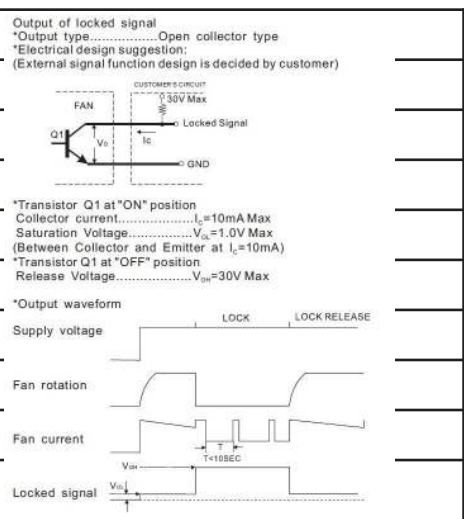 Output of locked signal
*Output type.................Open collector type
*Electrical design suggestion:
(External signal function design is decided by customer)
CUSTOMER'S CIRCUIT
FAN
30V Max
Locked Signal
Q1
Vo
Ic
GND
*Transistor Q1 at "ON" position
Collector current...................Ic=10mA Max
Saturation Voltage................VOL=1.0V Max
(Between Collector and Emitter at Ic=10mA)
*Transistor Q1 at "OFF" position
Release Voltage................VOH=30V Max
*Output waveform
LOCK LOCK RELEASE
Supply voltage
Fan rotation
Fan current
T
T<10SEC
VOH
VOL
Locked signal